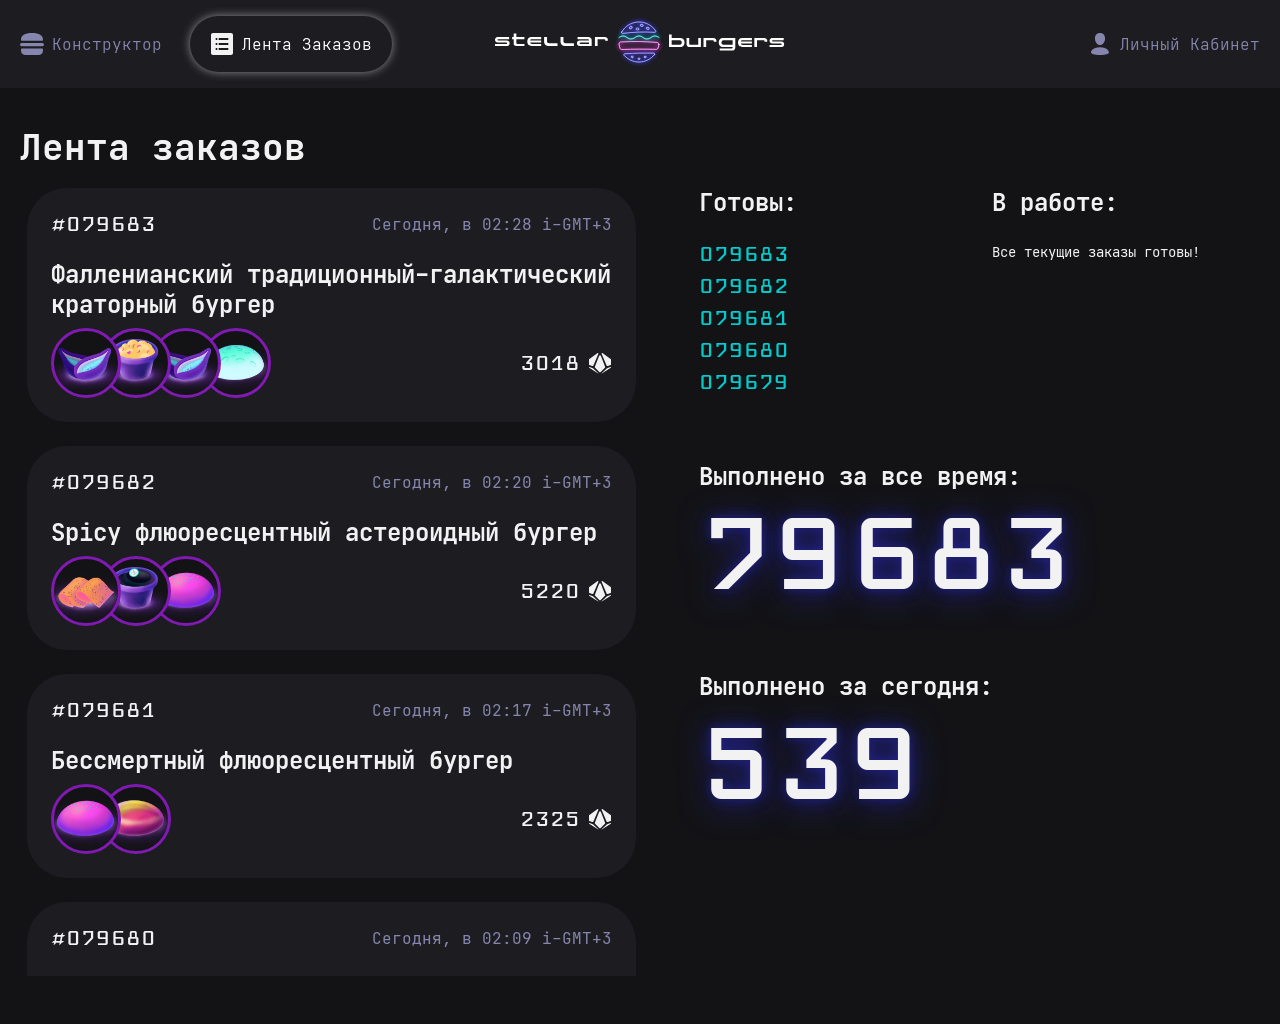 Конструктор
Лента Заказов
stellar burgers
Личный Кабинет
Лента заказов
#079683
Сегодня, в 02:28 i-GMT+3
Фалленианский традиционный-галактический
краторный бургер
3018
#079682
Сегодня, в 02:20 i-GMT+3
Spicy флюоресцентный астероидный бургер
5220
#079681
Сегодня, в 02:17 i-GMT+3
Бессмертный флюоресцентный бургер
2325
#079680
Сегодня, в 02:09 i-GMT+3
Готовы:
079683
079682
079681
079680
079679
В работе:
Все текущие заказы готовы!
Выполнено за все время:
79683
Выполнено за сегодня:
539